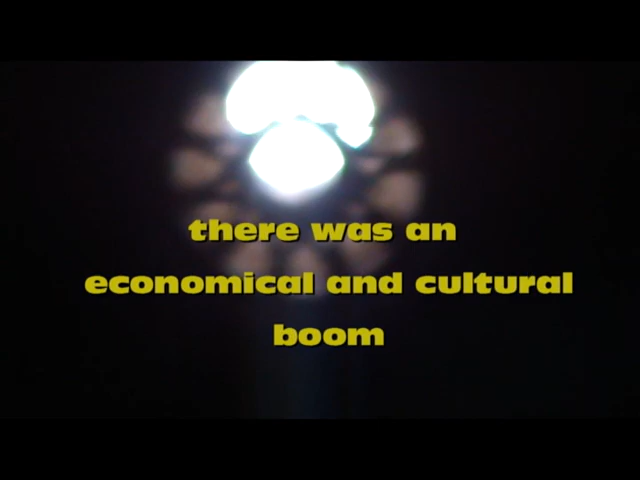 there was an
economical and cultural
boom